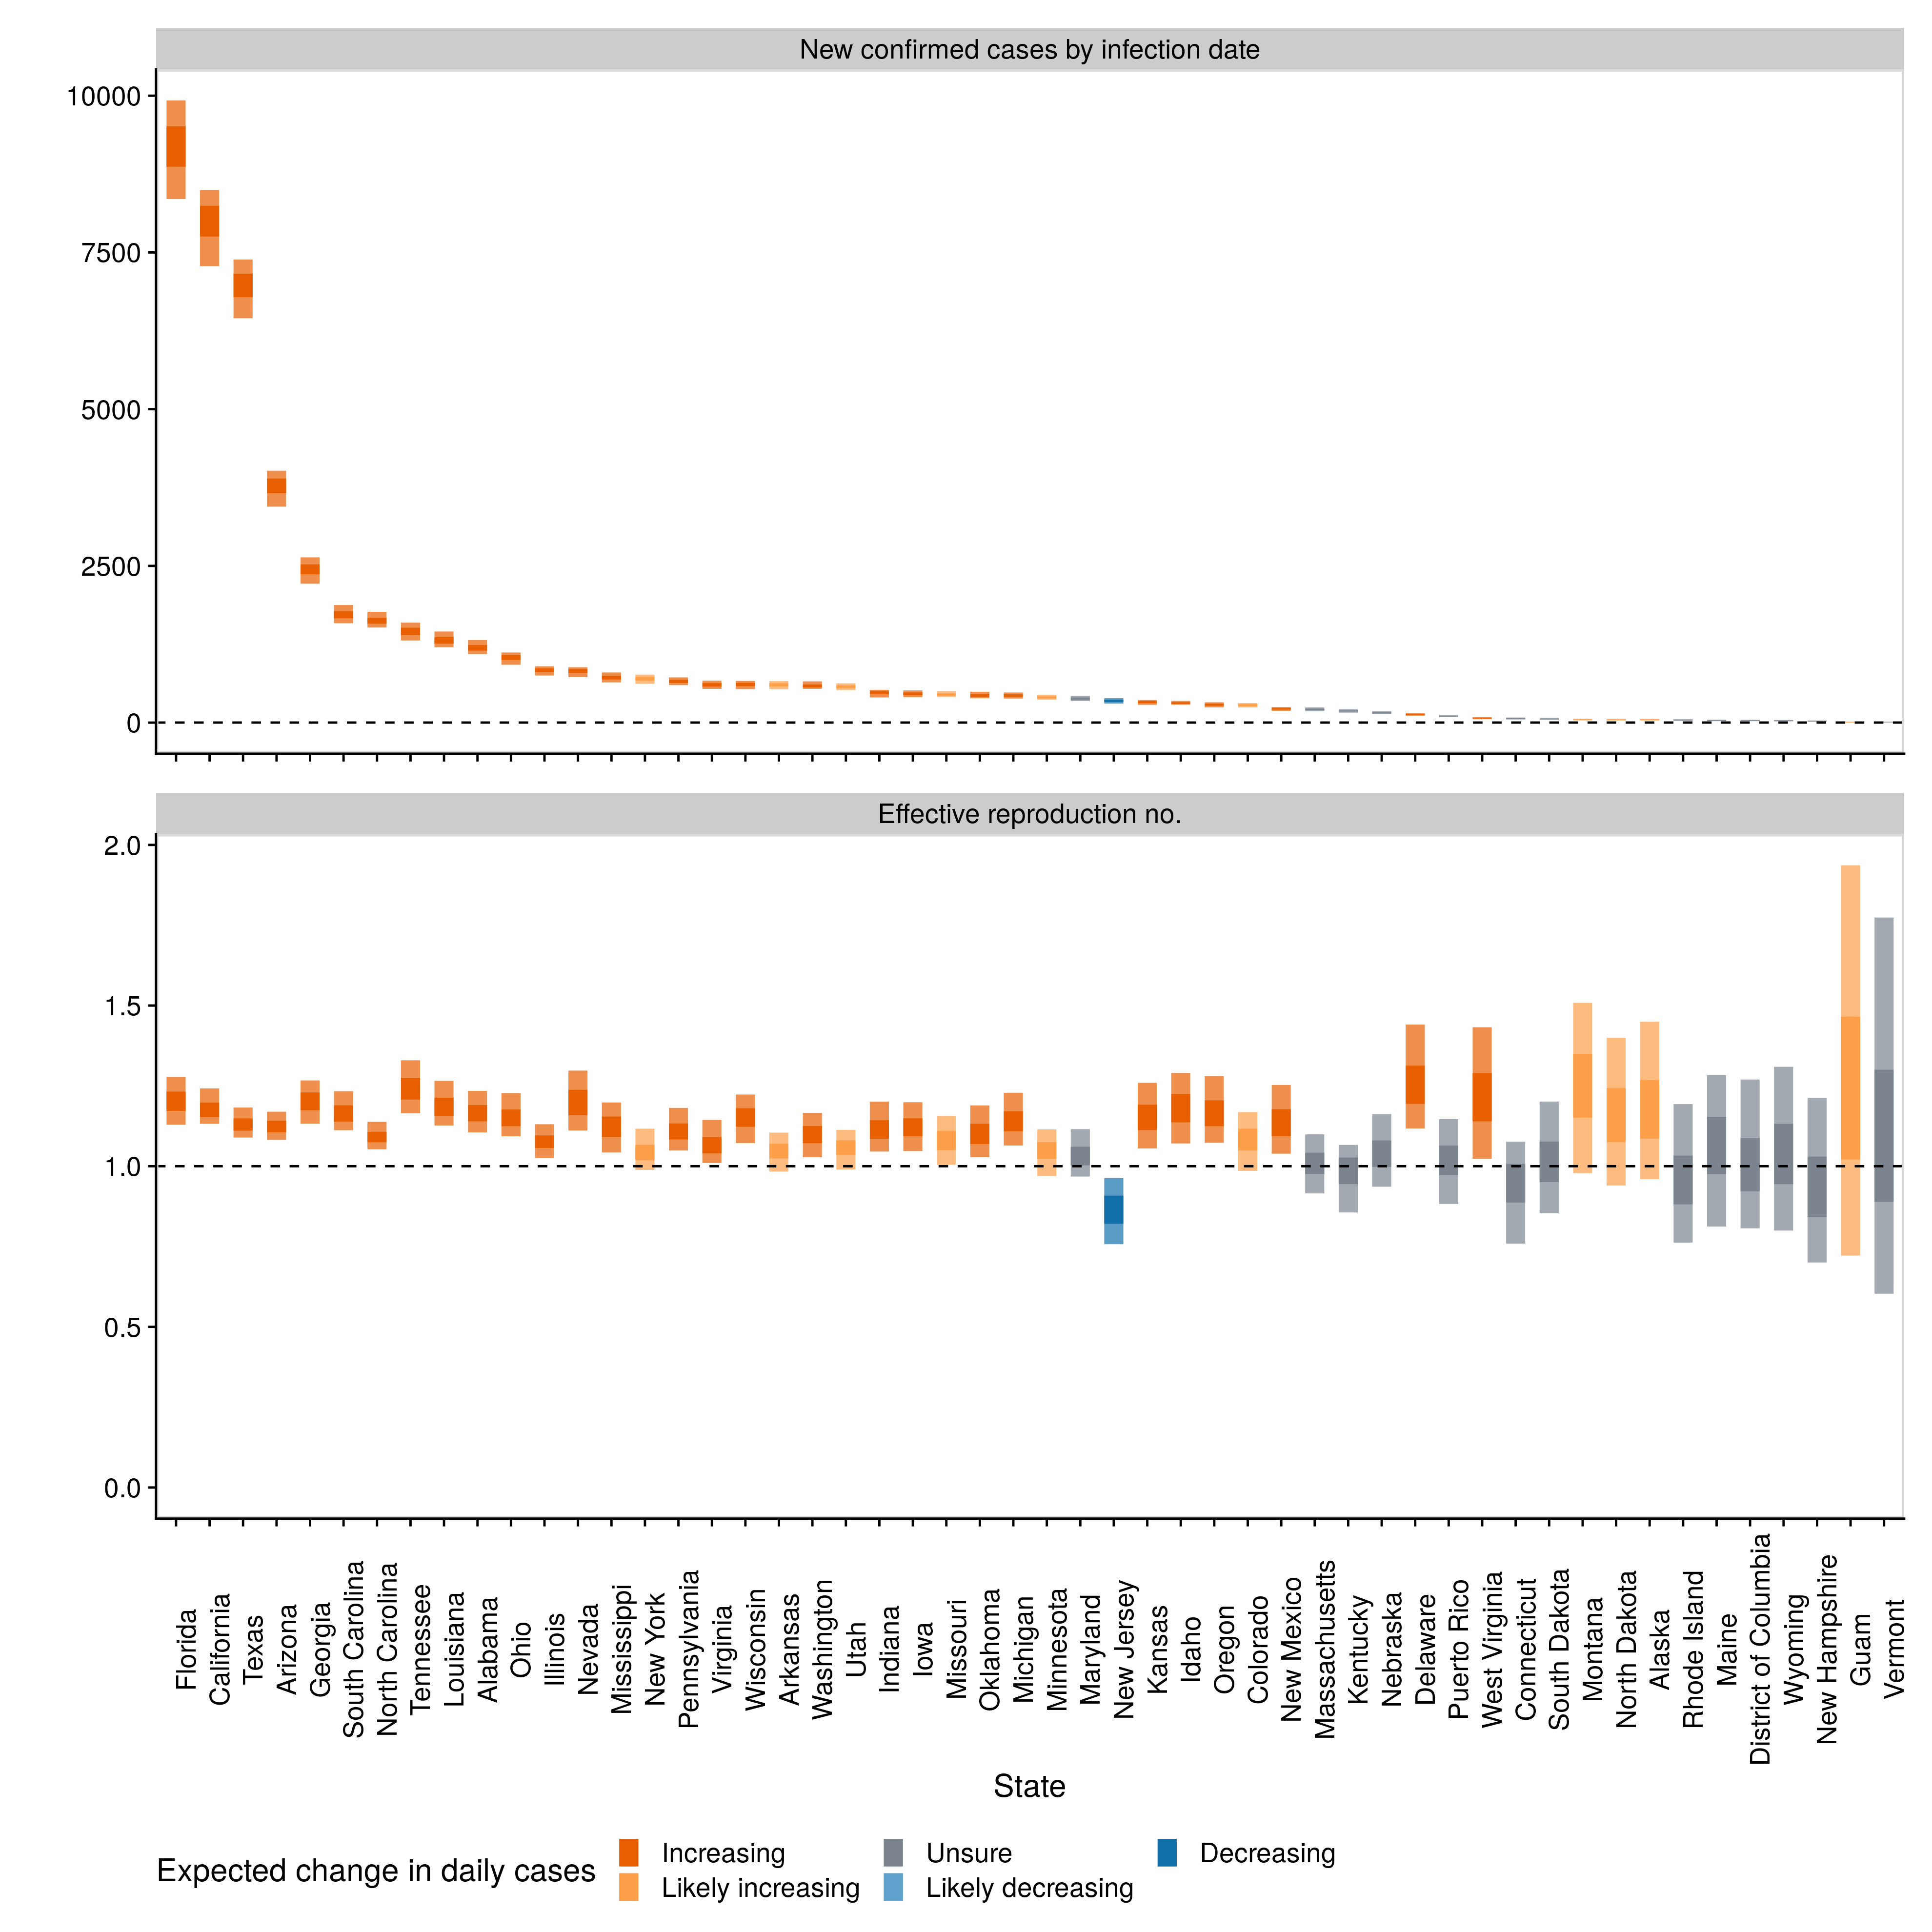 New confirmed cases by infection date
10000
7500
5000
2500
0
Effective reproduction no.
2.0
1.5
1.0
0.5
0.0
Florida
California
Texas
Arizona
Georgia
South Carolina
North Carolina
Tennessee
Louisiana
Alabama
Ohio
Illinois
Nevada
Mississippi
New York
Pennsylvania
Virginia
Wisconsin
Arkansas
Washington
Utah
Indiana
Iowa
Missouri
Oklahoma
Michigan
Minnesota
Maryland
New Jersey
Kansas
Idaho
Oregon
Colorado
New Mexico
Massachusetts
Kentucky
Nebraska
Delaware
Puerto Rico
West Virginia
Connecticut
South Dakota
Montana
North Dakota
Alaska
Rhode Island
Maine
District of Columbia
Wyoming
New Hampshire
Guam
Vermont
State
Expected change in daily cases
Increasing
Likely increasing
Unsure
Likely decreasing
Decreasing